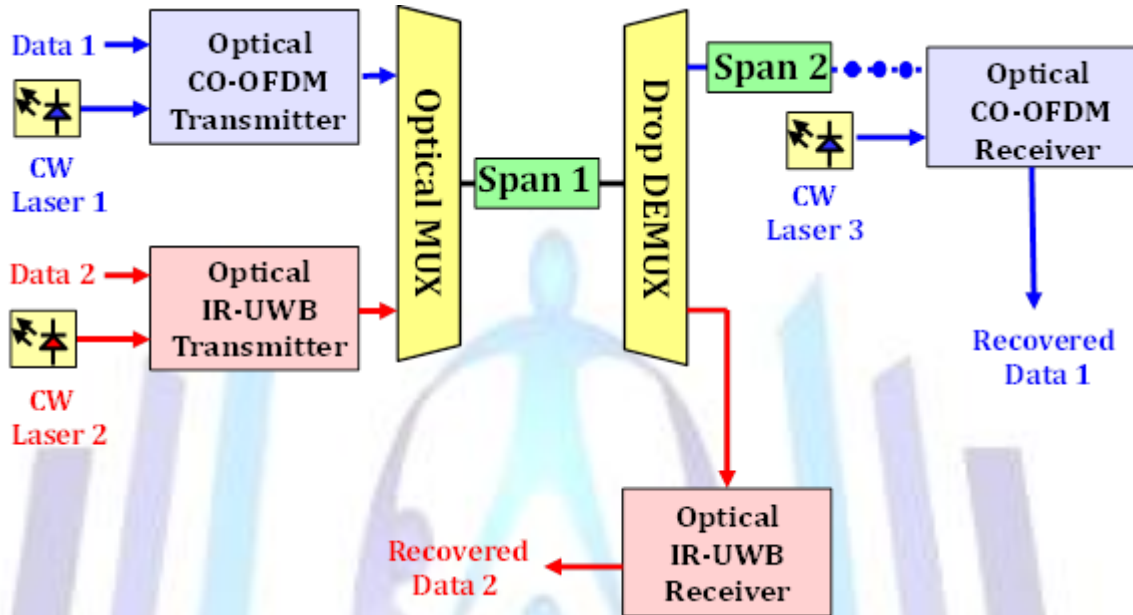 Data 1
Optical
CO-OFDM
Transmitter
CW
Laser 1
Data 2
Optical
IR-UWB
Transmitter
CW
Laser 2
Optical MUX
Span 1
Drop DEMUX
Span 2
Optical
CO-OFDM
Receiver
CW
Laser 3
Recovered
Data 1
Optical
IR-UWB
Receiver
Recovered
Data 2